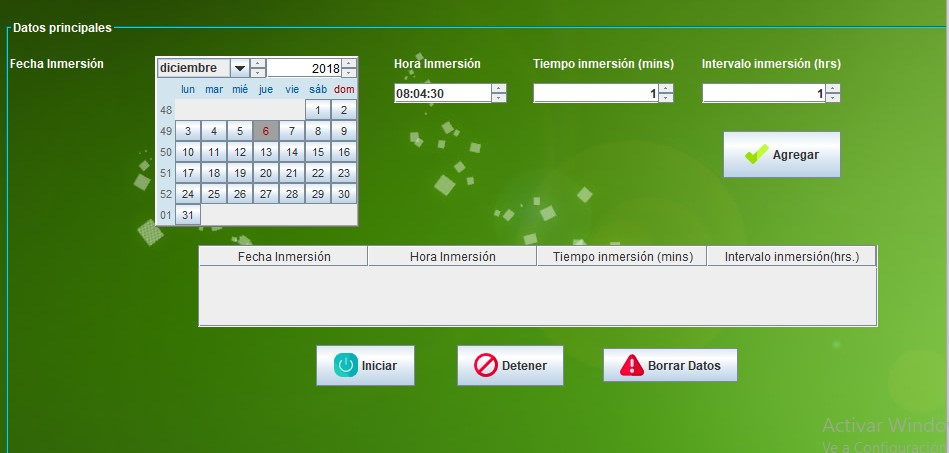 Datos principales
Fecha Inmersión
diciembre 2018
lun mar mié jue vie sáb dom
48 1 2
49 3 4 5 6 7 8 9
50 10 11 12 13 14 15 16
51 17 18 19 20 21 22 23
52 24 25 26 27 28 29 30
01 31
Hora Inmersión
08:04:30
Tiempo inmersión (mins)
1
Intervalo inmersión (hrs)
1
Agregar
Fecha Inmersión Hora Inmersión Tiempo inmersión (mins) Intervalo inmersión(hrs.)
Iniciar Detener Borrar Datos
Activar Windo
Ve a Configuración